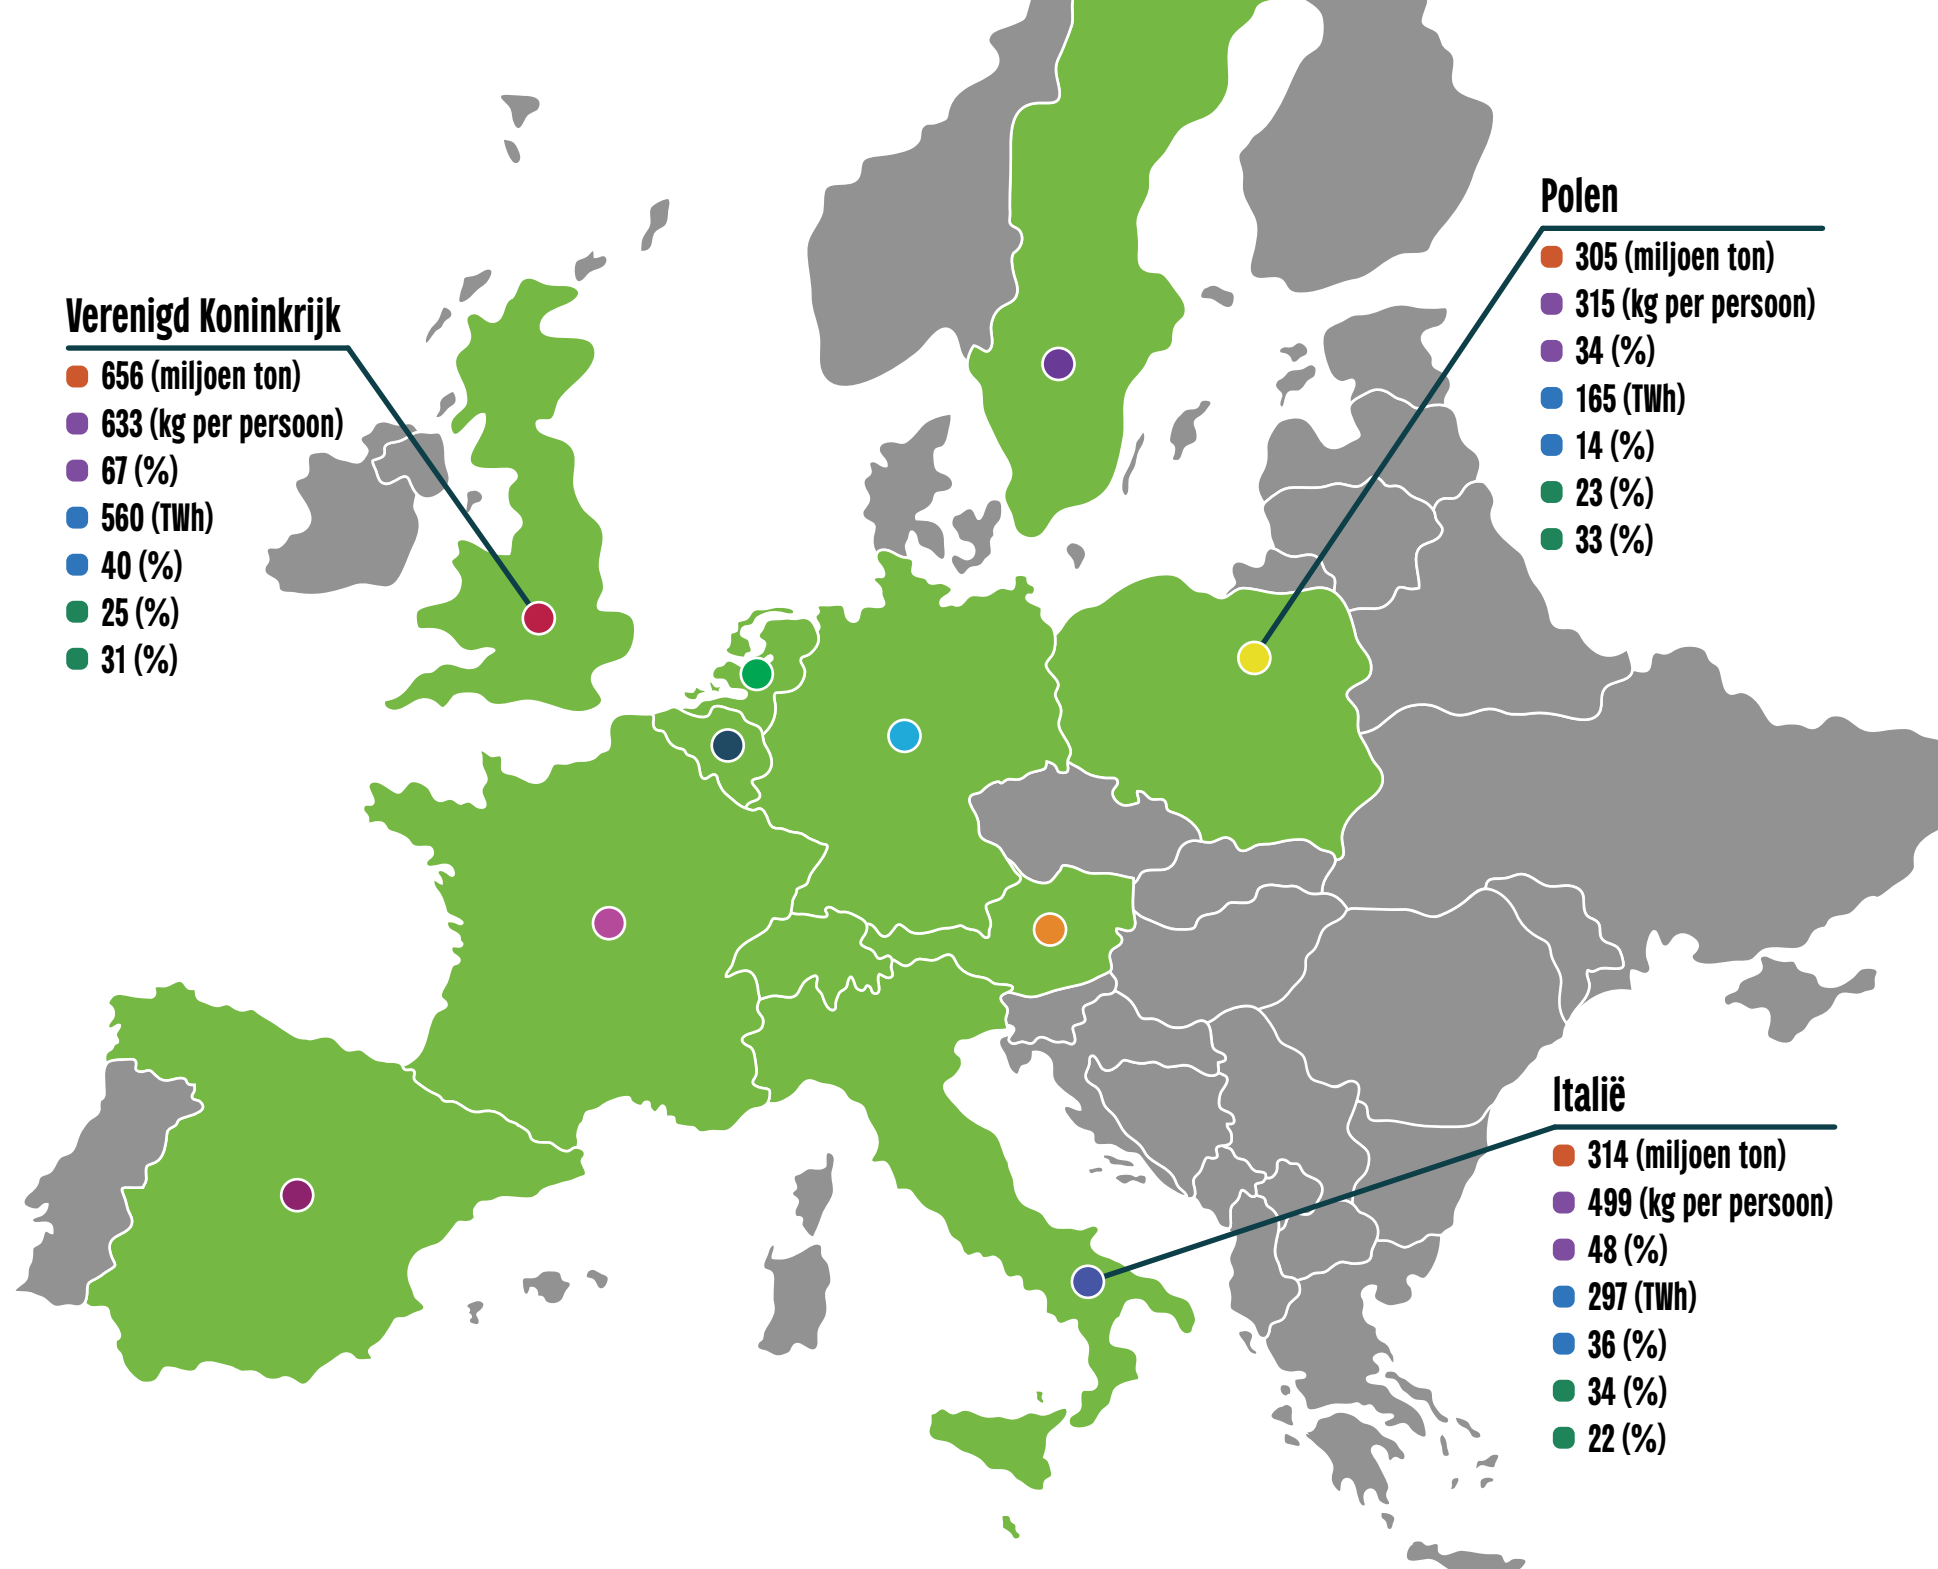 Verenigd Koninkrijk
656 (miljoen ton)
633 (kg per persoon)
67 (%)
560 (TWh)
40 (%)
25 (%)
31 (%)
Polen
305 (miljoen ton)
315 (kg per persoon)
34 (%)
165 (TWh)
14 (%)
23 (%)
33 (%)
Italië
314 (miljoen ton)
499 (kg per persoon)
48 (%)
297 (TWh)
36 (%)
34 (%)
22 (%)